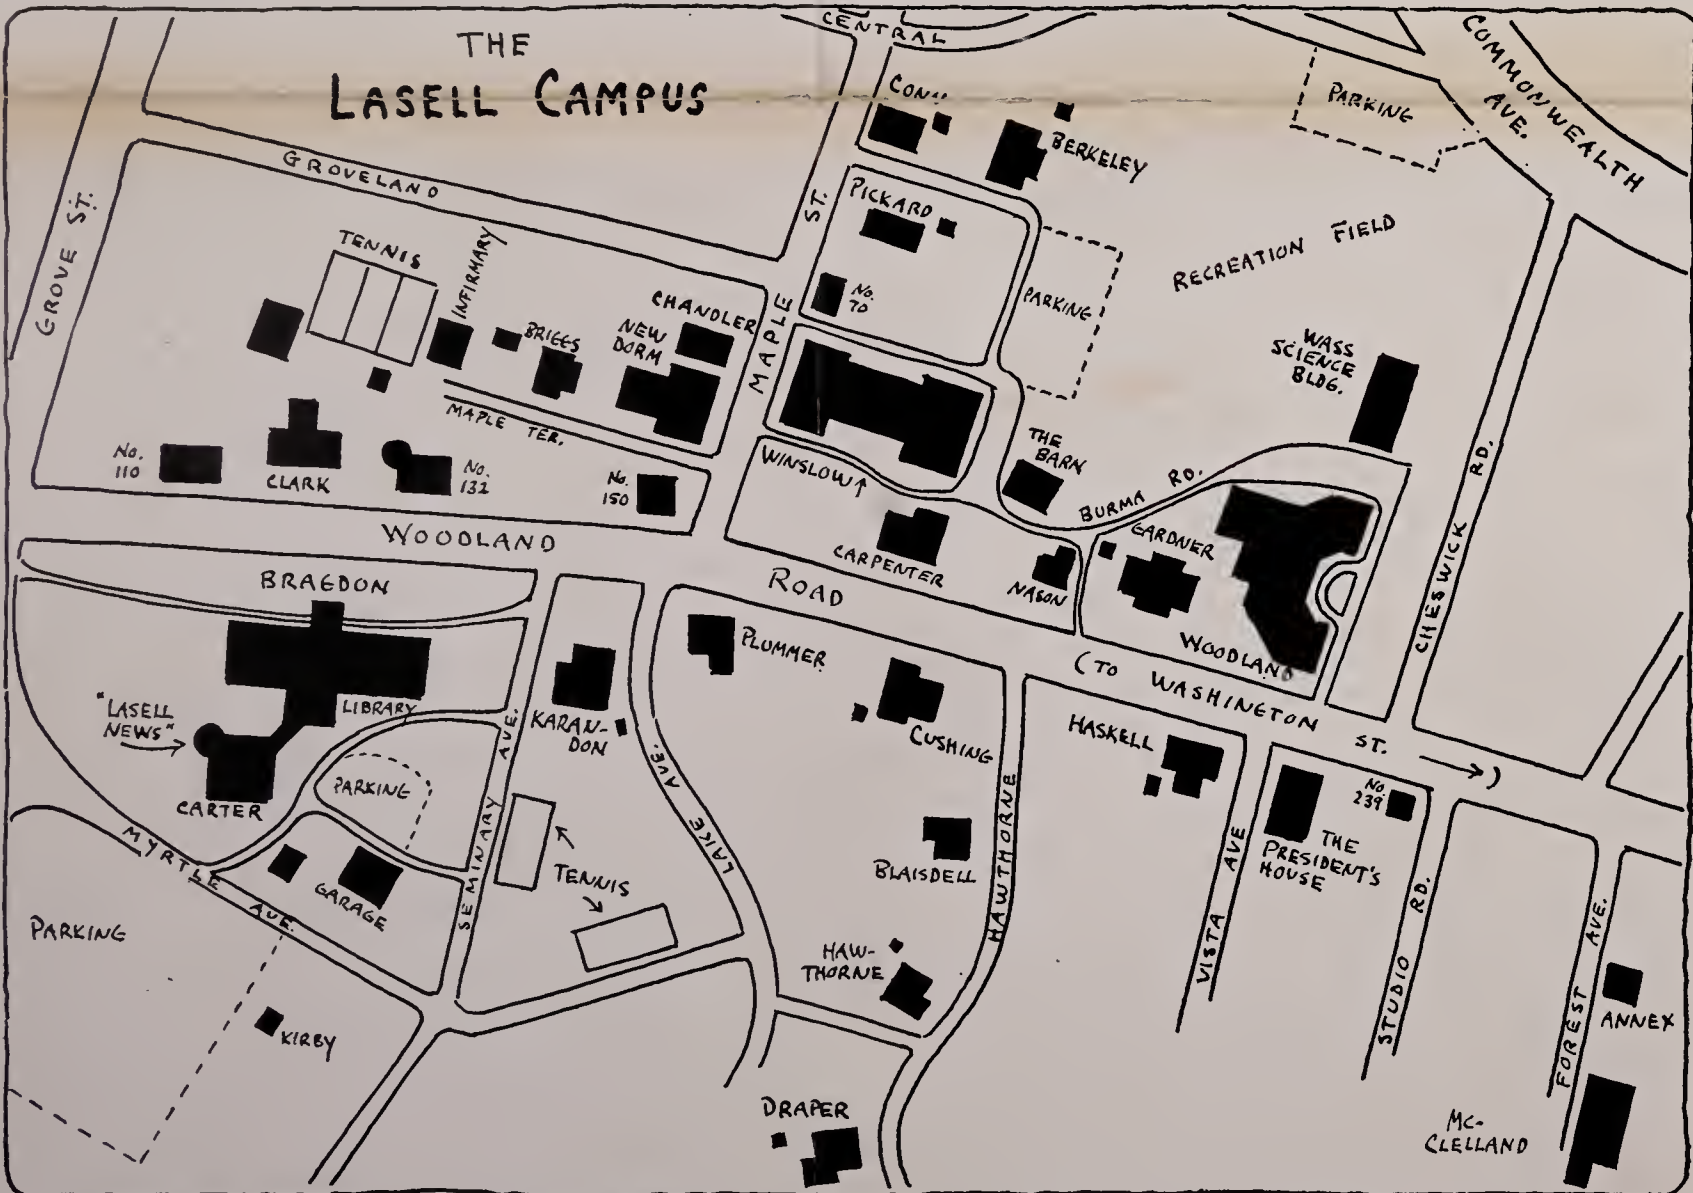 THE
LASELL CAMPUS
CENTRAL
COMMONWEALTH
AVE.
PARKING
BERKELEY
GROVELAND
GROVE ST.
PICKARD
MAPLE ST.
TENNIS
INFIRMARY
No.
70
PARKING
RECREATION FIELD
CHANDLER
NEW
DORM
BRIGGS
WASS
SCIENCE
BLDG.
MAPLE TER.
No.
110
CLARK
No.
132
No.
150
WINSLOW↑
THE
BARN
BURMA RD.
CHESWICK RD.
GARDNER
CARPENTER
NASON
WOODLAND
WOODLAND ROAD
(TO WASHINGTON ST. →)
BRAGDON
LIBRARY
"LASELL
NEWS"
CARTER
PARKING
KARAN-
DON
PLUMMER
CUSHING
HASKELL
No.
239
THE
PRESIDENT'S
HOUSE
SEMINARY AVE.
LAKE AVE.
TENNIS
BLAISDELL
HAWTHORNE
VISTA AVE
STUDIO RD.
FOREST AVE.
MYRTLE AVE.
GARAGE
PARKING
HAW-
THORNE
KIRBY
ANNEX
DRAPER
MC-
CLELLAND